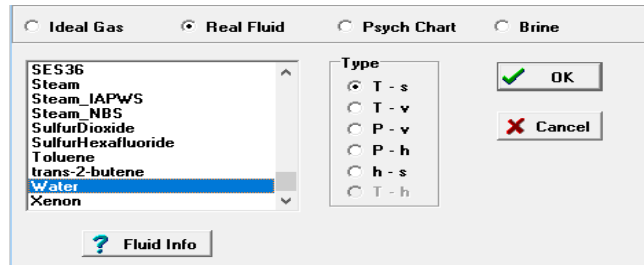 Ideal Gas Real Fluid Psych Chart Brine
SES36
Steam
Steam_IAPWS
Steam_NBS
SulfurDioxide
SulfurHexafluoride
Toluene
trans-2-butene
Water
Xenon
Type
T - s
T - v
P - v
P - h
h - s
T - h
OK
Cancel
? Fluid Info